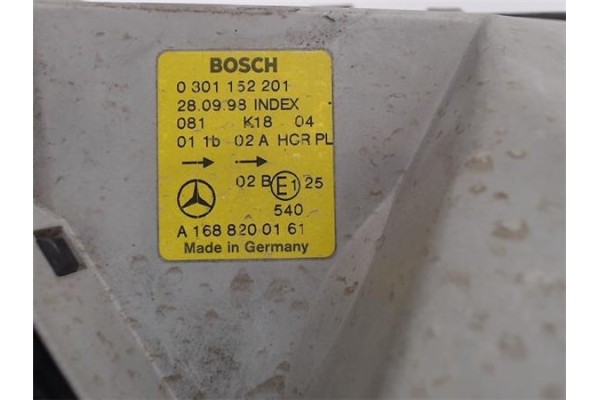 BOSCH
0 301 152 201
28.09.98 INDEX
081 K18 04
01 1b 02 A HCR PL
02 B E1 25
540
A 168 820 01 61
Made in Germany